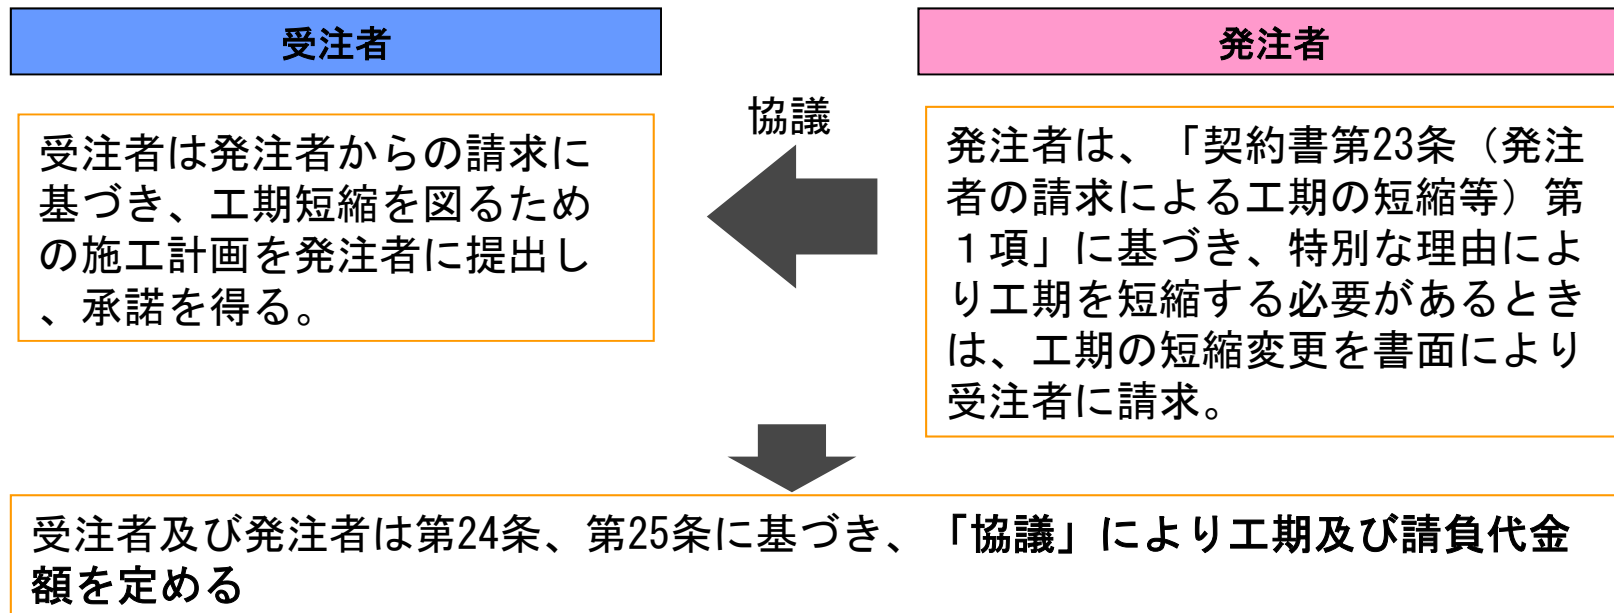 受注者
発注者
受注者は発注者からの請求に
基づき、工期短縮を図るため
の施工計画を発注者に提出し
、承諾を得る。
協議
発注者は、「契約書第23条（発注
者の請求による工期の短縮等）第
１項」に基づき、特別な理由によ
り工期を短縮する必要があるとき
は、工期の短縮変更を書面により
受注者に請求。
受注者及び発注者は第24条、第25条に基づき、「協議」により工期及び請負代金
額を定める